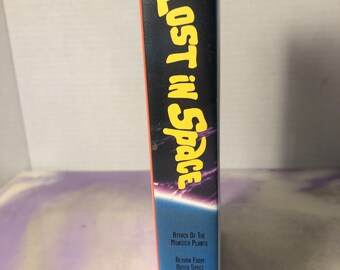 LOST IN SPACE
ATTACK OF THE
MONSTER PLANTS
RETURN FROM
OUTER SPACE